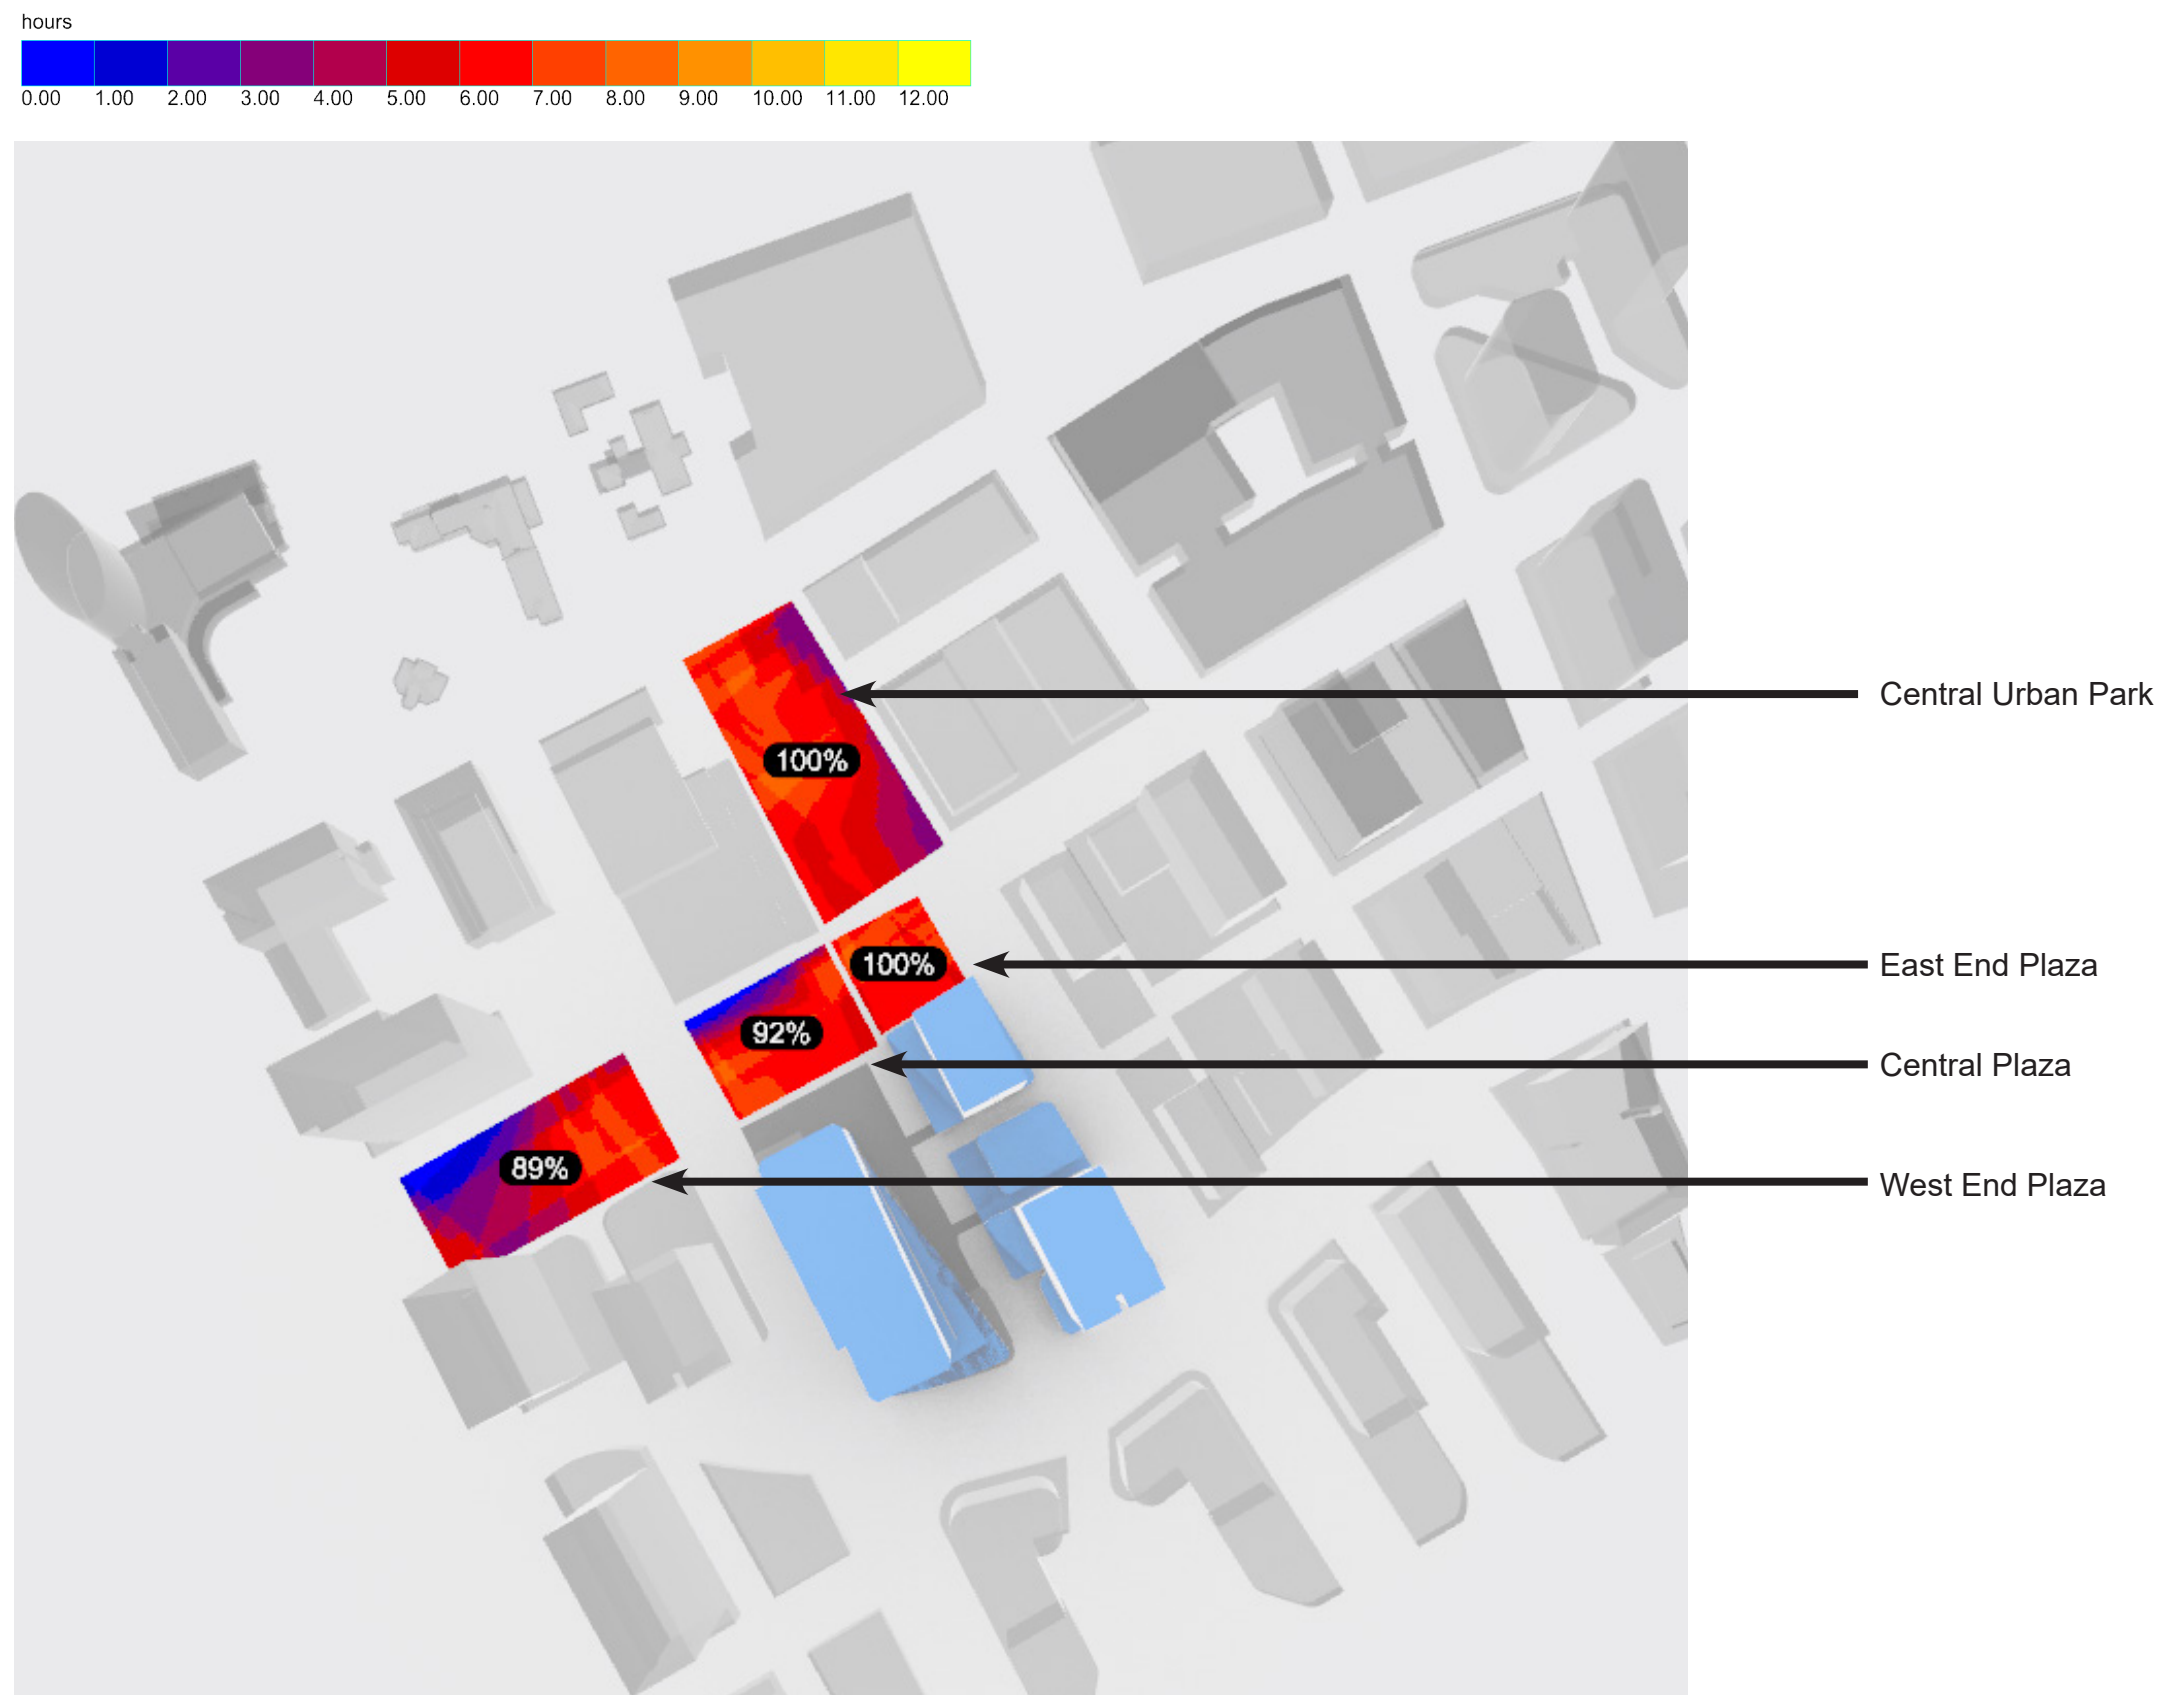 hours
0.00 1.00 2.00 3.00 4.00 5.00 6.00 7.00 8.00 9.00 10.00 11.00 12.00
Central Urban Park
100%
East End Plaza
100%
92%
Central Plaza
89%
West End Plaza